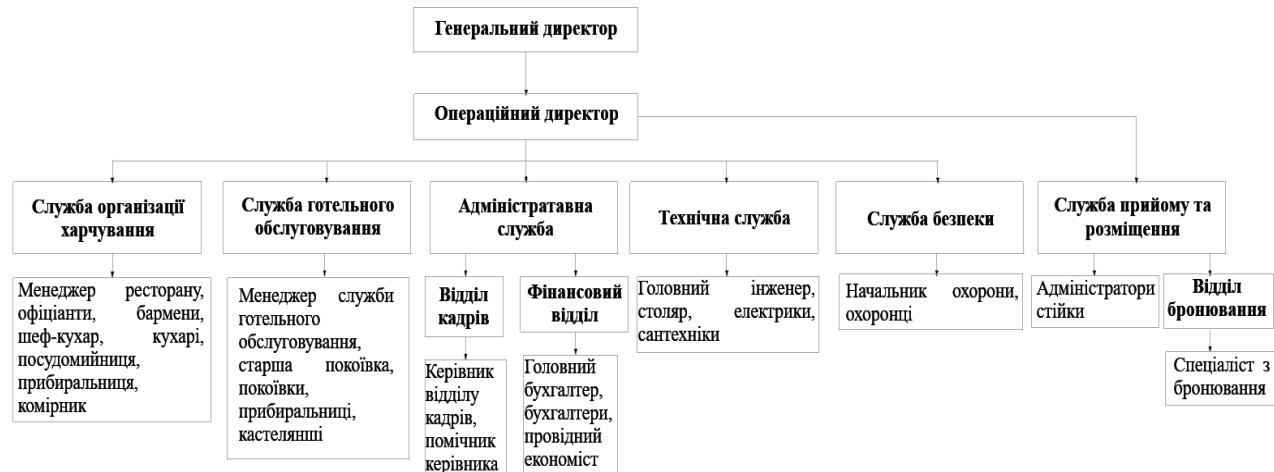 Генеральний директор
Операційний директор
Служба організації
харчування
Служба готельного
обслуговування
Адміністратавна
служба
Технічна служба
Служба безпеки
Служба прийому та
розміщення
Менеджер ресторану,
офіціанти, бармени,
шеф-кухар, кухарі,
посудомийниця,
прибиральниця,
комірник
Менеджер служби
готельного
обслуговування,
старша покоївка,
покоївки,
прибиральниці,
кастелянші
Відділ
кадрів
Керівник
відділу
кадрів,
помічник
керівника
Фінансовий
відділ
Головний
бухгалтер,
бухгалтери,
провідний
економіст
Головний інженер,
столяр, електрики,
сантехніки
Начальник охорони,
охоронці
Адміністратори
стійки
Відділ
бронювання
Спеціаліст з
бронювання